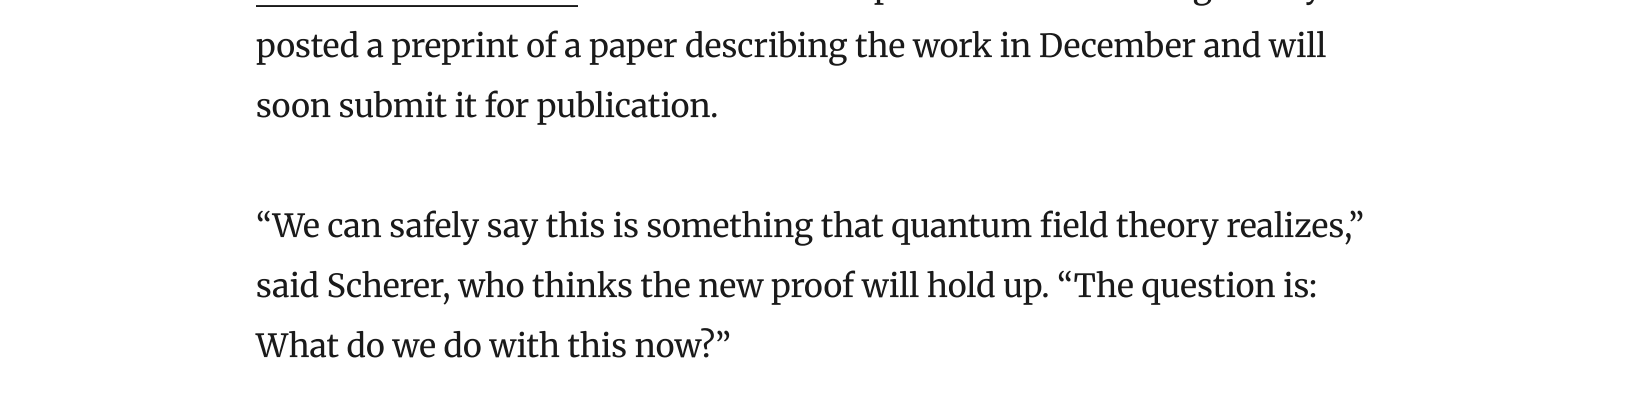 posted a preprint of a paper describing the work in December and will
soon submit it for publication.
“We can safely say this is something that quantum field theory realizes,”
said Scherer, who thinks the new proof will hold up. “The question is:
What do we do with this now?”